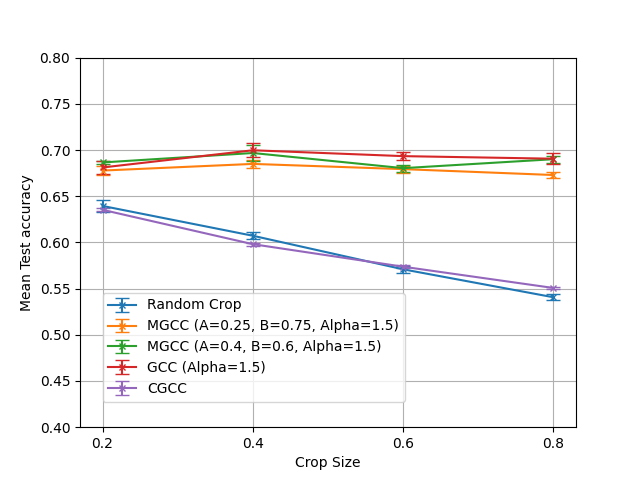 0.80
0.75
0.70
0.65
0.60
0.55
0.50
0.45
0.40
Mean Test accuracy
Random Crop
MGCC (A=0.25, B=0.75, Alpha=1.5)
MGCC (A=0.4, B=0.6, Alpha=1.5)
GCC (Alpha=1.5)
CGCC
0.2 0.4 0.6 0.8
Crop Size